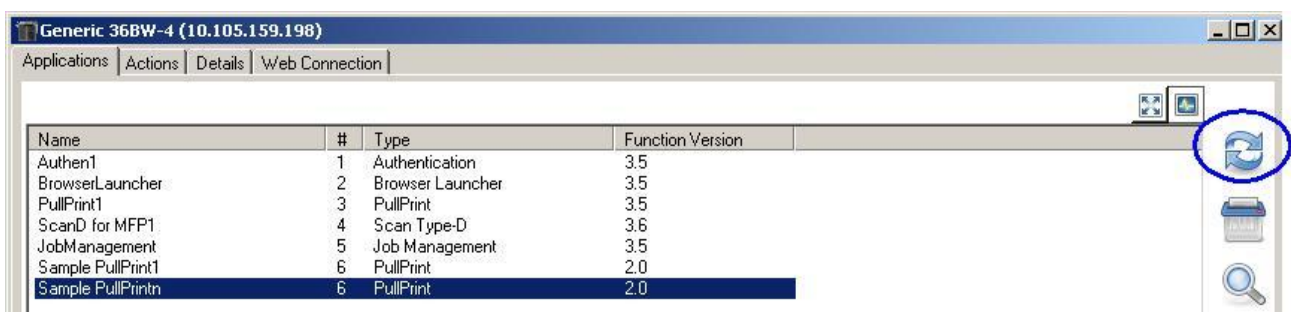 Generic 36BW-4 (10.105.159.198)
Applications Actions Details Web Connection
Name # Type Function Version
Authen1 1 Authentication 3.5
BrowserLauncher 2 Browser Launcher 3.5
PullPrint1 3 PullPrint 3.5
ScanD for MFP1 4 Scan Type-D 3.6
JobManagement 5 Job Management 3.5
Sample PullPrint1 6 PullPrint 2.0
Sample PullPrintn 6 PullPrint 2.0